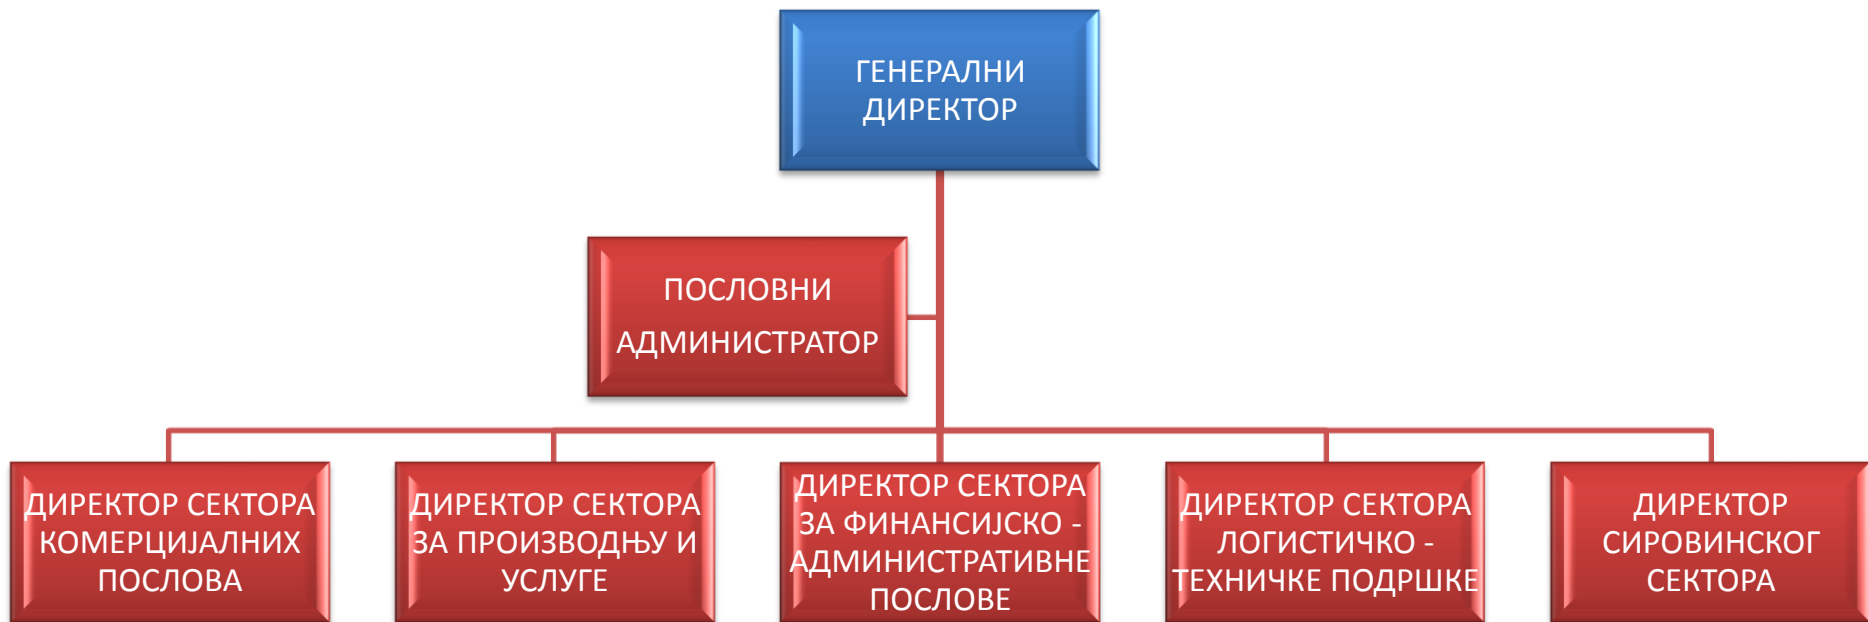 ГЕНЕРАЛНИ
ДИРЕКТОР
ПОСЛОВНИ
АДМИНИСТРАТОР
ДИРЕКТОР СЕКТОРА
КОМЕРЦИЈАЛНИХ
ПОСЛОВА
ДИРЕКТОР СЕКТОРА
ЗА ПРОИЗВОДЊУ И
УСЛУГЕ
ДИРЕКТОР СЕКТОРА
ЗА ФИНАНСИЈСКО -
АДМИНИСТРАТИВНЕ
ПОСЛОВЕ
ДИРЕКТОР СЕКТОРА
ЛОГИСТИЧКО -
ТЕХНИЧКЕ ПОДРШКЕ
ДИРЕКТОР
СИРОВИНСКОГ
СЕКТОРА